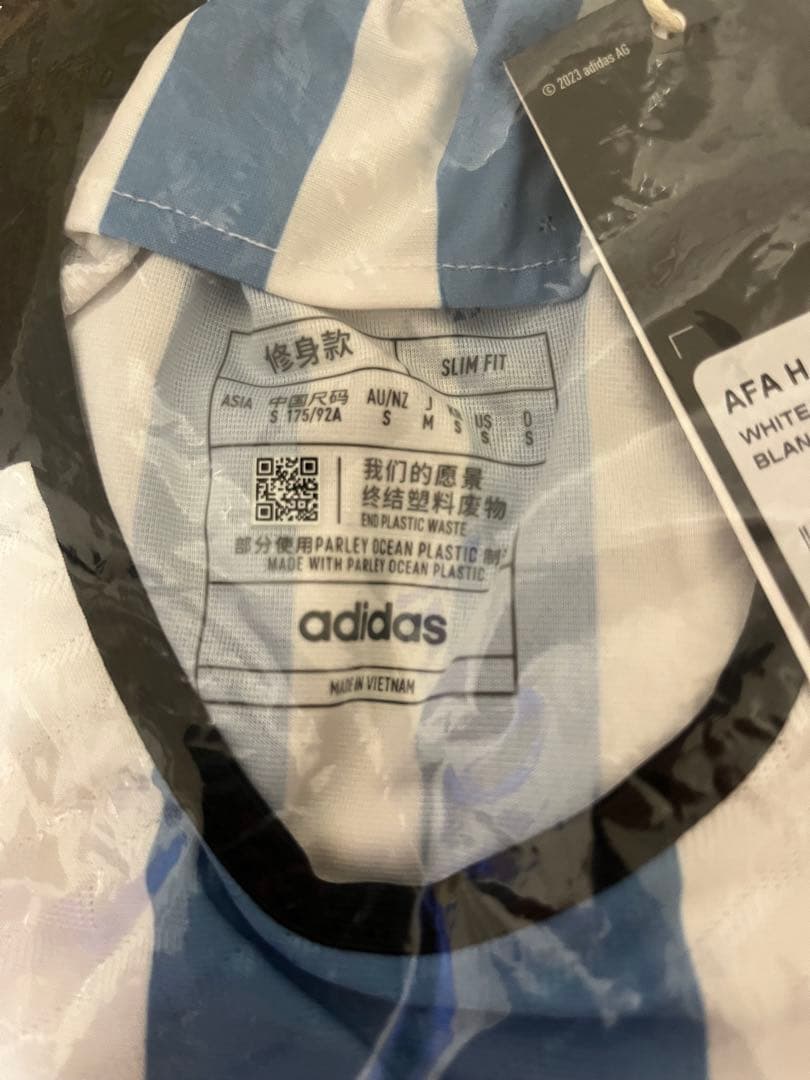 © 2023 adidas AG
AFA H
WHITE
BLAN
修身款 SLIM FIT
ASIA 中国尺码 AU/NZ J KR US
S 175/92A S M S S S
我们的愿景
终结塑料废物
END PLASTIC WASTE
部分使用PARLEY OCEAN PLASTIC 制
MADE WITH PARLEY OCEAN PLASTIC
adidas
MADE IN VIETNAM